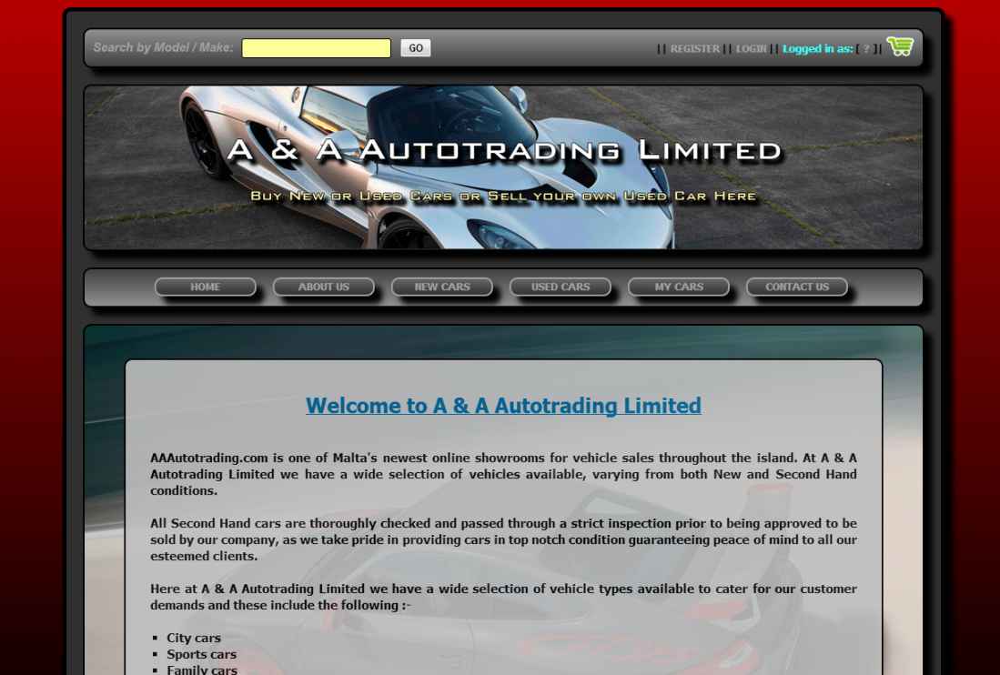 Search by Model / Make: GO || REGISTER || LOGIN || Logged in as: [ ? ]|
A & A Autotrading Limited
Buy New or Used Cars or Sell your own Used Car Here
HOME ABOUT US NEW CARS USED CARS MY CARS CONTACT US
Welcome to A & A Autotrading Limited
AAAutotrading.com is one of Malta's newest online showrooms for vehicle sales throughout the island. At A & A
Autotrading Limited we have a wide selection of vehicles available, varying from both New and Second Hand
conditions.
All Second Hand cars are thoroughly checked and passed through a strict inspection prior to being approved to be
sold by our company, as we take pride in providing cars in top notch condition guaranteeing peace of mind to all our
esteemed clients.
Here at A & A Autotrading Limited we have a wide selection of vehicle types available to cater for our customer
demands and these include the following :-
▪ City cars
▪ Sports cars
▪ Family cars